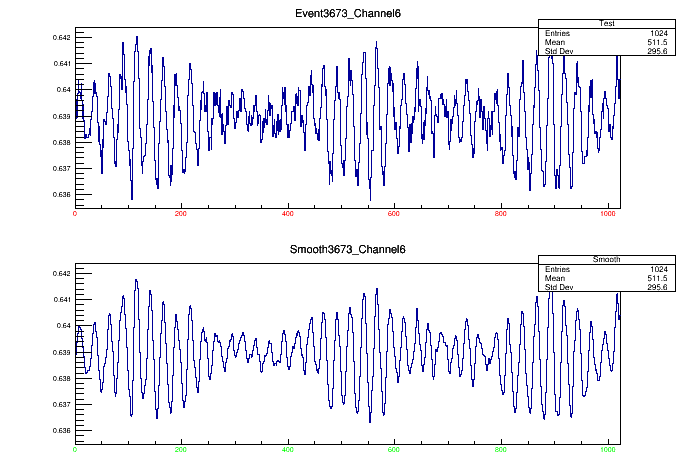 Event3673_Channel6
Test
Entries 1024
Mean 511.5
Std Dev 295.6
0.642
0.641
0.64
0.639
0.638
0.637
0.636
0 200 400 600 800 1000
Smooth3673_Channel6
Smooth
Entries 1024
Mean 511.5
Std Dev 295.6
0.642
0.641
0.64
0.639
0.638
0.637
0.636
0 200 400 600 800 1000